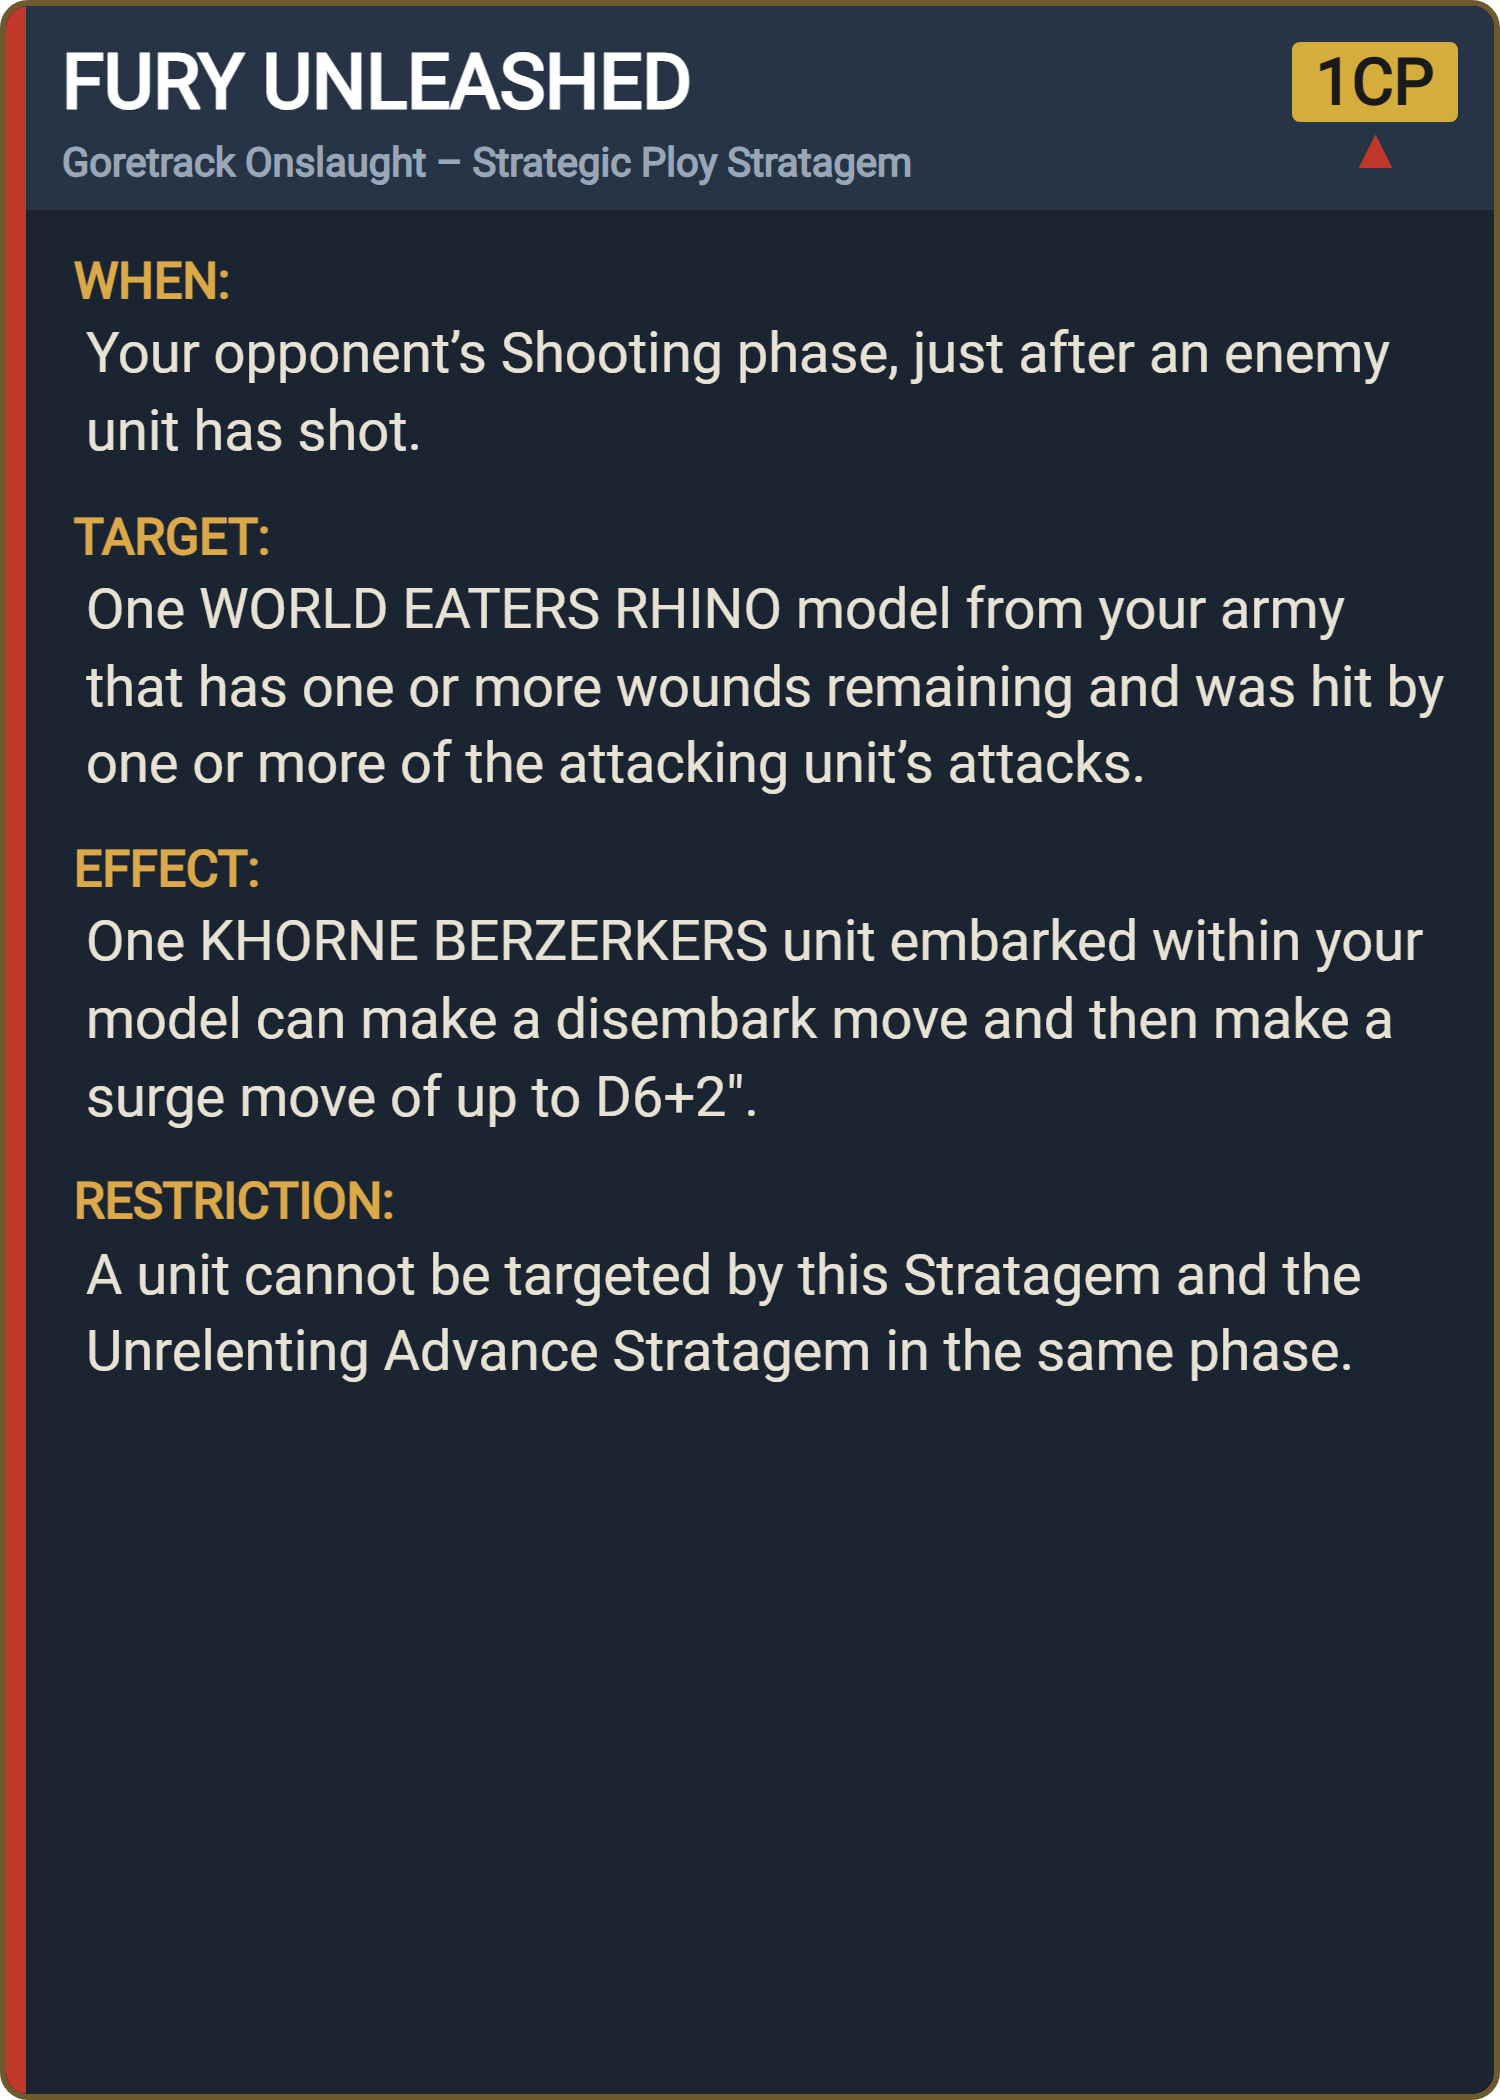 FURY UNLEASHED
1CP
Goretrack Onslaught – Strategic Ploy Stratagem
WHEN:
Your opponent’s Shooting phase, just after an enemy
unit has shot.
TARGET:
One WORLD EATERS RHINO model from your army
that has one or more wounds remaining and was hit by
one or more of the attacking unit’s attacks.
EFFECT:
One KHORNE BERZERKERS unit embarked within your
model can make a disembark move and then make a
surge move of up to D6+2".
RESTRICTION:
A unit cannot be targeted by this Stratagem and the
Unrelenting Advance Stratagem in the same phase.